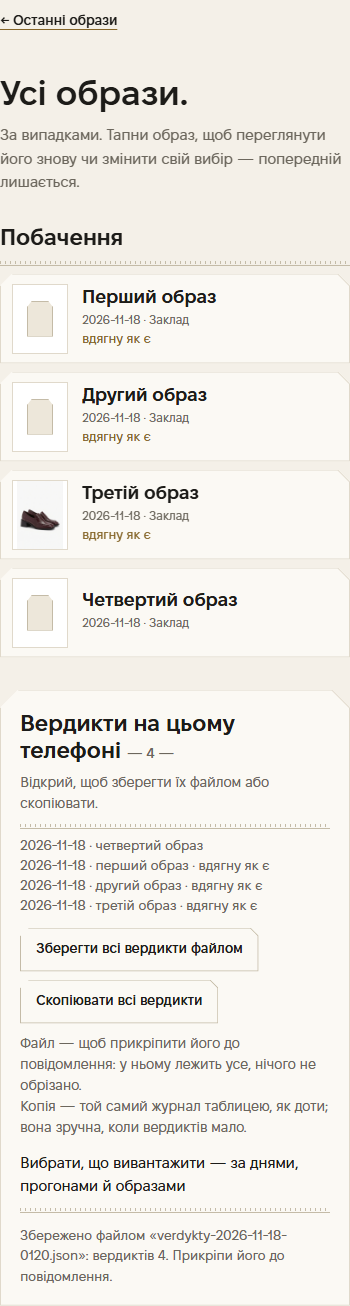 ← Останні образи
Усі образи.
За випадками. Тапни образ, щоб переглянути
його знову чи змінити свій вибір — попередній
лишається.
Побачення
Перший образ
2026-11-18 · Заклад
вдягну як є
Другий образ
2026-11-18 · Заклад
вдягну як є
Третій образ
2026-11-18 · Заклад
вдягну як є
Четвертий образ
2026-11-18 · Заклад
Вердикти на цьому
телефоні — 4 —
Відкрий, щоб зберегти їх файлом або
скопіювати.
2026-11-18 · четвертий образ
2026-11-18 · перший образ · вдягну як є
2026-11-18 · другий образ · вдягну як є
2026-11-18 · третій образ · вдягну як є
Зберегти всі вердикти файлом
Скопіювати всі вердикти
Файл — щоб прикріпити його до
повідомлення: у ньому лежить усе, нічого не
обрізано.
Копія — той самий журнал таблицею, як доти;
вона зручна, коли вердиктів мало.
Вибрати, що вивантажити — за днями,
прогонами й образами
Збережено файлом «verdykty-2026-11-18-
0120.json»: вердиктів 4. Прикріпи його до
повідомлення.